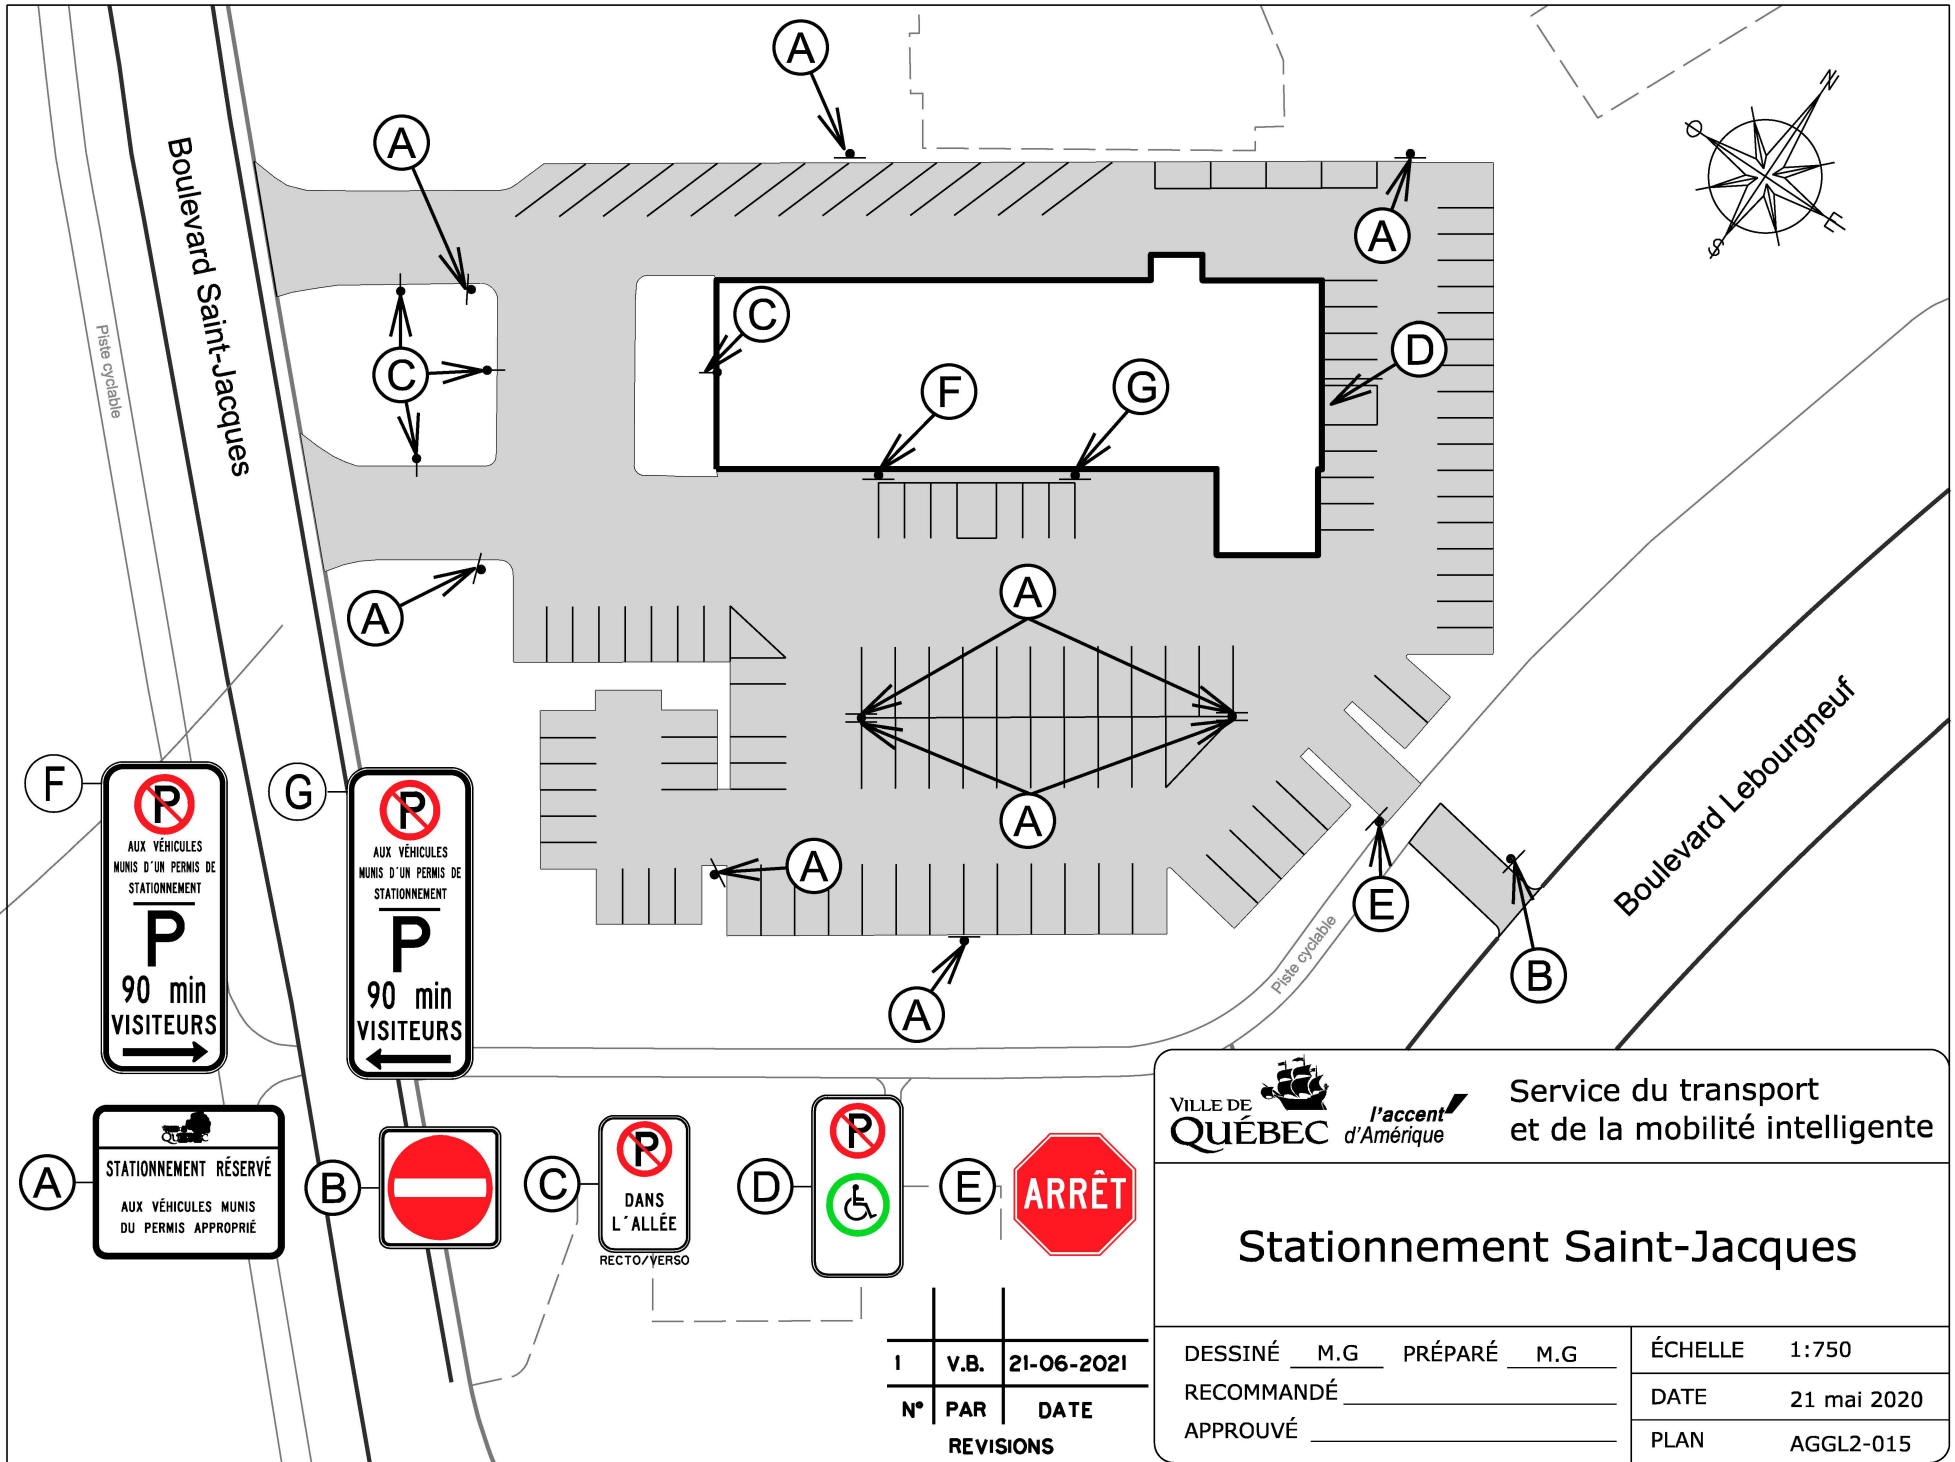 A
A
N
O
E
S
A
Boulevard Saint-Jacques
Piste cyclable
C
C
D
F
G
A
A
Boulevard Lebourgneuf
A
A
E
Piste cyclable
B
A
F
P
AUX VÉHICULES
MUNIS D'UN PERMIS DE
STATIONNEMENT
P
90 min
VISITEURS
G
P
AUX VÉHICULES
MUNIS D'UN PERMIS DE
STATIONNEMENT
P
90 min
VISITEURS
A
QUÉBEC
STATIONNEMENT RÉSERVÉ
AUX VÉHICULES MUNIS
DU PERMIS APPROPRIÉ
B
C
P
DANS
L'ALLÉE
RECTO/VERSO
D
P
E
ARRÊT
VILLE DE
QUÉBEC
l'accent
d'Amérique
Service du transport
et de la mobilité intelligente
Stationnement Saint-Jacques
DESSINÉ M.G PRÉPARÉ M.G
RECOMMANDÉ
APPROUVÉ
ÉCHELLE 1:750
DATE 21 mai 2020
PLAN AGGL2-015
1 V.B. 21-06-2021
N° PAR DATE
REVISIONS